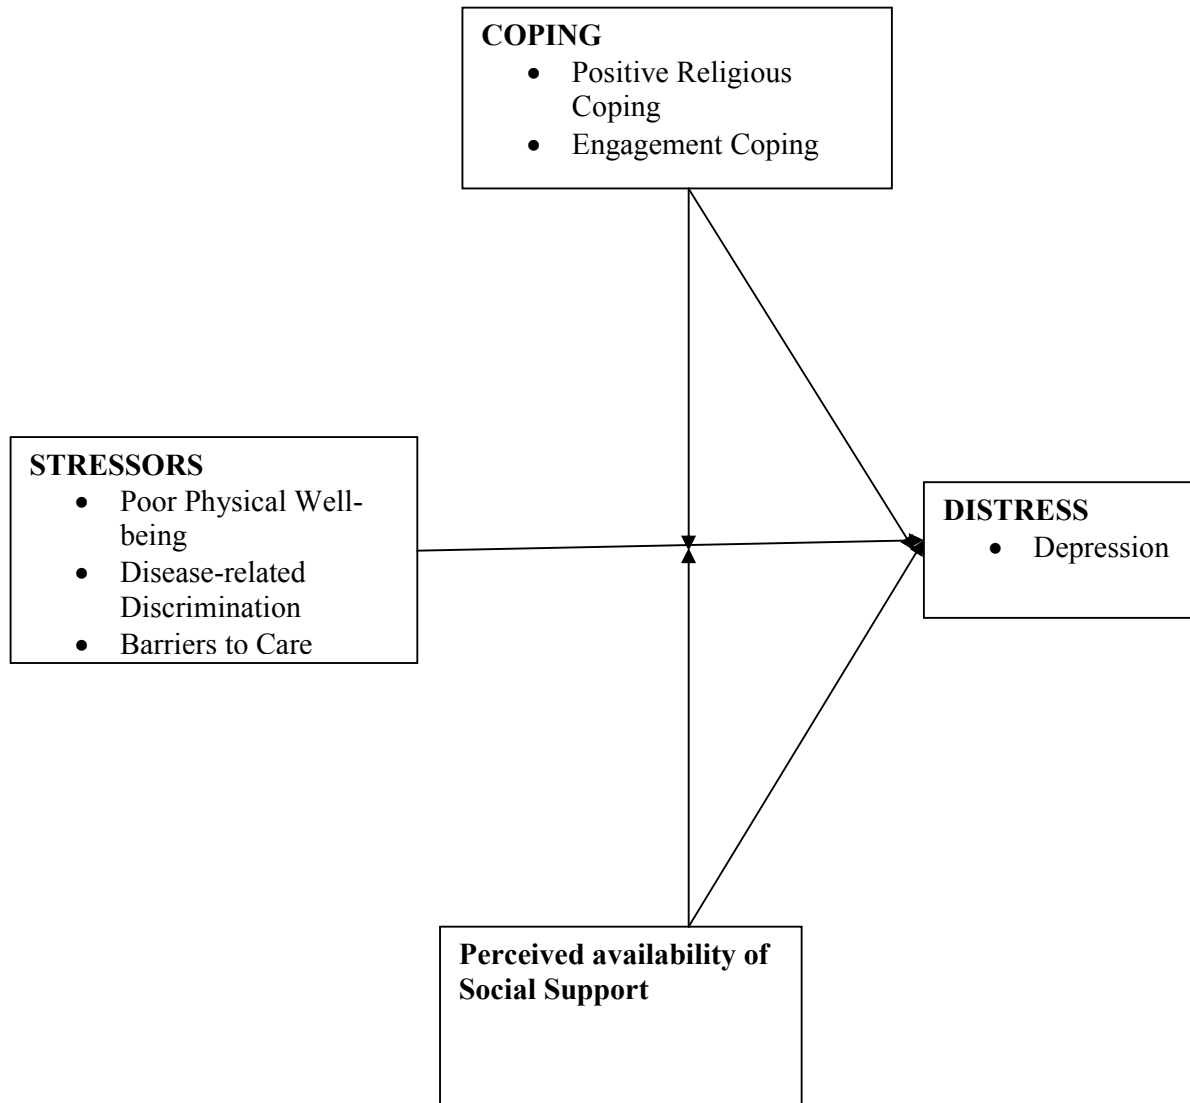 COPING
• Positive Religious
Coping
• Engagement Coping
STRESSORS
• Poor Physical Well-
being
• Disease-related
Discrimination
• Barriers to Care
DISTRESS
• Depression
Perceived availability of
Social Support